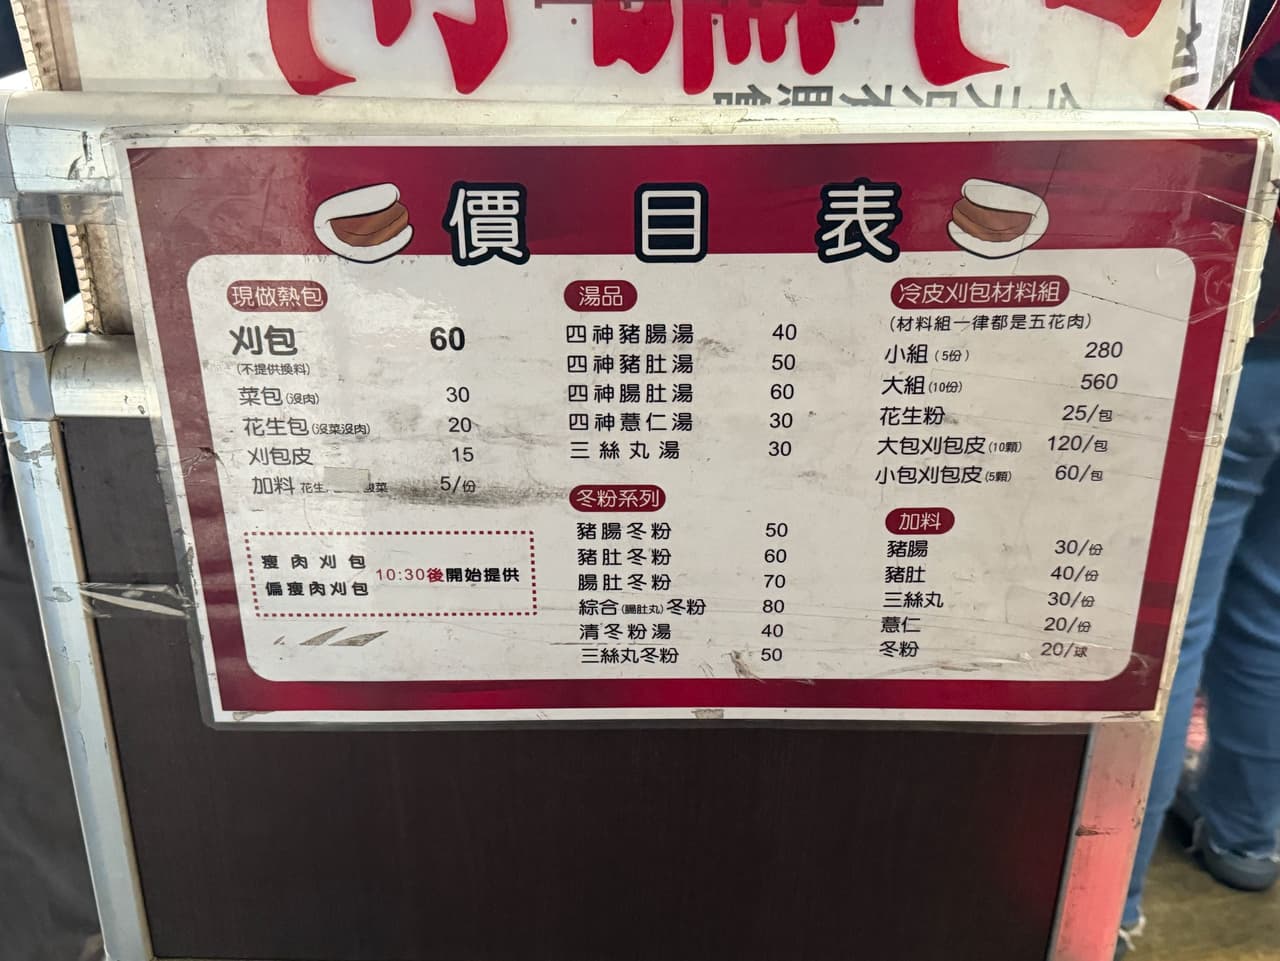 價目表
現做熱包
刈包 60
(不提供換料)
菜包(沒肉) 30
花生包(沒菜沒肉) 20
刈包皮 15
加料 花生 酸菜 5/份
瘦肉刈包
偏瘦肉刈包
10:30後開始提供
湯品
四神豬腸湯 40
四神豬肚湯 50
四神腸肚湯 60
四神薏仁湯 30
三絲丸湯 30
冬粉系列
豬腸冬粉 50
豬肚冬粉 60
腸肚冬粉 70
綜合(腸肚丸)冬粉 80
清冬粉湯 40
三絲丸冬粉 50
冷皮刈包材料組
(材料組一律都是五花肉)
小組(5份) 280
大組(10份) 560
花生粉 25/包
大包刈包皮(10顆) 120/包
小包刈包皮(5顆) 60/包
加料
豬腸 30/份
豬肚 40/份
三絲丸 30/份
薏仁 20/份
冬粉 20/球